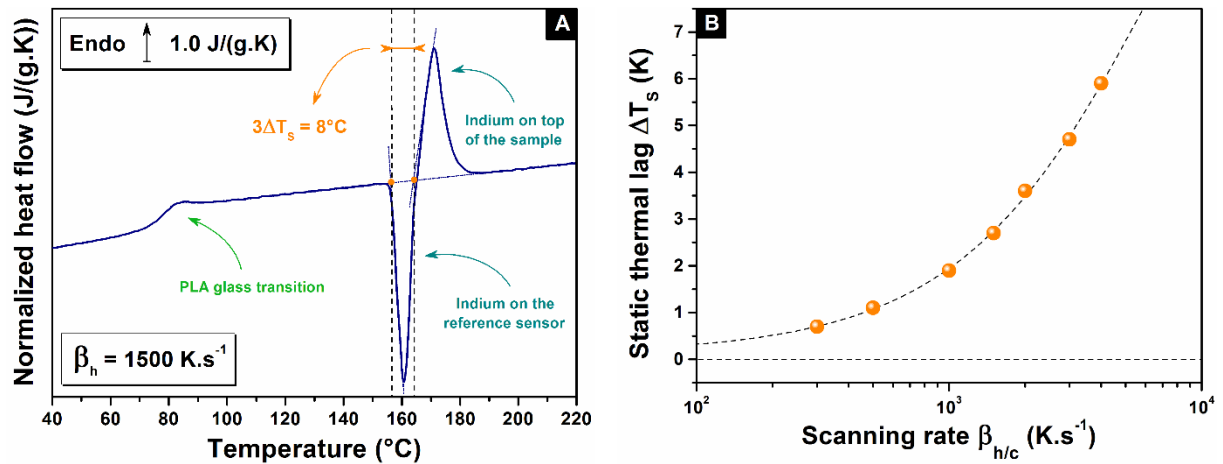 A
Endo 1.0 J/(g.K)
3ΔTₛ = 8°C
Indium on top
of the sample
PLA glass transition
Indium on the
reference sensor
βₕ = 1500 K.s⁻¹
Normalized heat flow (J/(g.K))
40 60 80 100 120 140 160 180 200 220
Temperature (°C)
B
Static thermal lag ΔTₛ (K)
7
6
5
4
3
2
1
0
10² 10³ 10⁴
Scanning rate βₕ/c (K.s⁻¹)